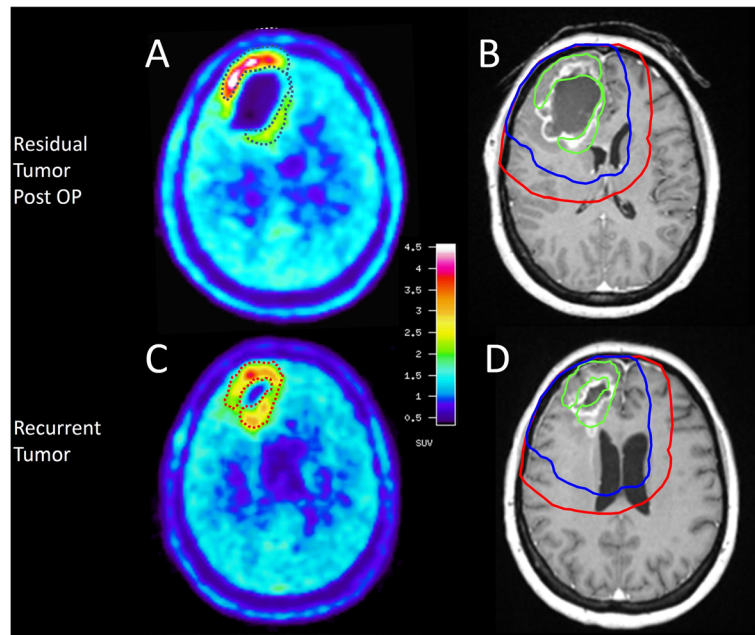 A
B
Residual
Tumor
Post OP
4.5
4
3.5
3
2.5
2
1.5
1
0.5
SUV
C
D
Recurrent
Tumor